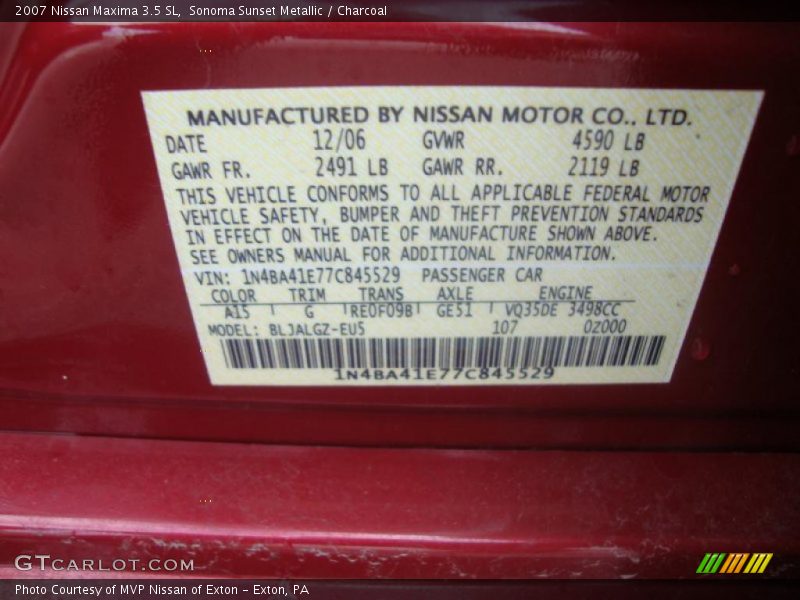 2007 Nissan Maxima 3.5 SL, Sonoma Sunset Metallic / Charcoal
MANUFACTURED BY NISSAN MOTOR CO., LTD.
DATE 12/06 GVWR 4590 LB
GAWR FR. 2491 LB GAWR RR. 2119 LB
THIS VEHICLE CONFORMS TO ALL APPLICABLE FEDERAL MOTOR
VEHICLE SAFETY, BUMPER AND THEFT PREVENTION STANDARDS
IN EFFECT ON THE DATE OF MANUFACTURE SHOWN ABOVE.
SEE OWNERS MANUAL FOR ADDITIONAL INFORMATION.
VIN: 1N4BA41E77C845529 PASSENGER CAR
COLOR TRIM TRANS AXLE ENGINE
A15 G RE0F09B GE51 VQ35DE 3498CC
MODEL: BLJALGZ-EU5 107 0Z000
1N4BA41E77C845529
GTCARLOT.COM
Photo Courtesy of MVP Nissan of Exton - Exton, PA